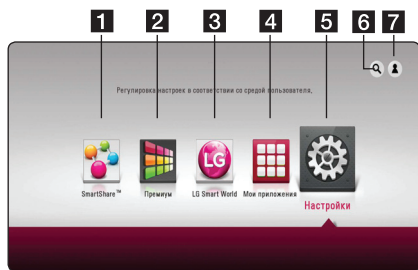 1 2 3 4 5 6 7
Регулировка настроек в соответствии со средой пользователя.
LG
SmartShare™ Премиум LG Smart World Мои приложения
Настройки